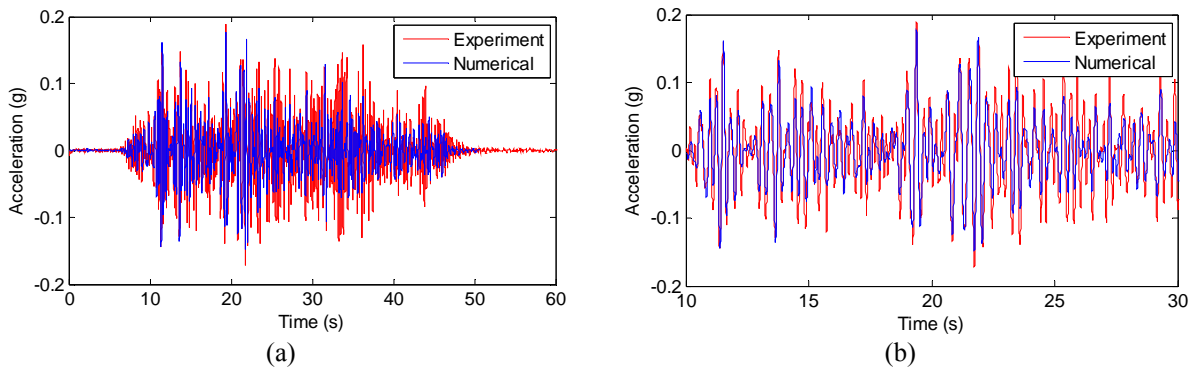 0.2
0.1
0
-0.1
-0.2
Acceleration (g)
0 10 20 30 40 50 60
Time (s)
Experiment
Numerical
(a)
0.2
0.1
0
-0.1
-0.2
Acceleration (g)
10 15 20 25 30
Time (s)
Experiment
Numerical
(b)